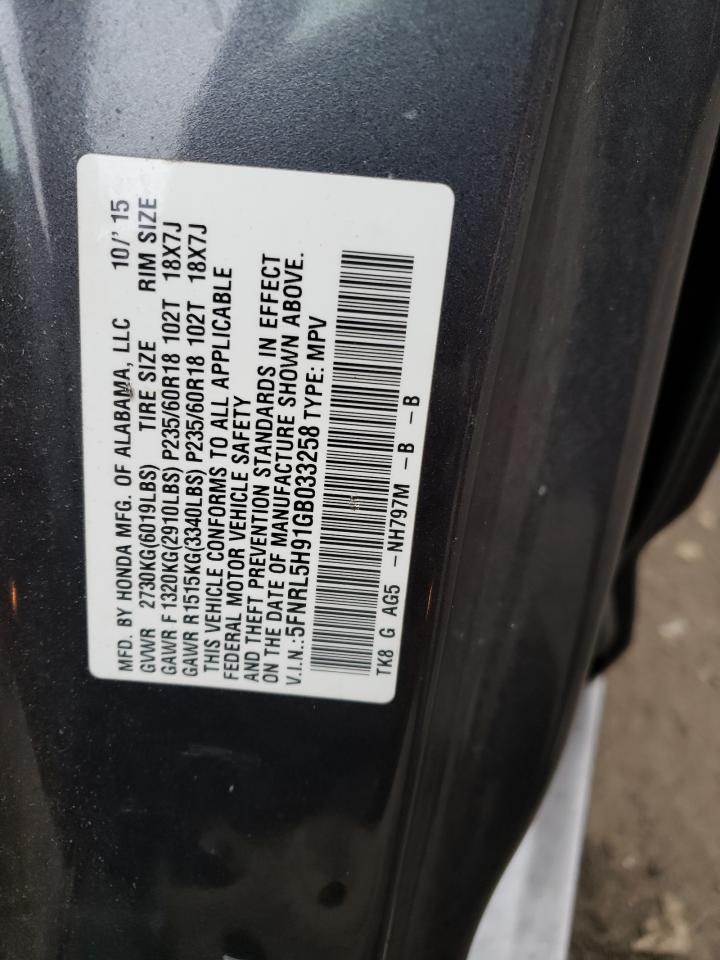 MFD. BY HONDA MFG. OF ALABAMA, LLC 10/'15
GVWR 2730KG(6019LBS) TIRE SIZE RIM SIZE
GAWR F1320KG(2910LBS) P235/60R18 102T 18X7J
GAWR R1515KG(3340LBS) P235/60R18 102T 18X7J
THIS VEHICLE CONFORMS TO ALL APPLICABLE
FEDERAL MOTOR VEHICLE SAFETY
AND THEFT PREVENTION STANDARDS IN EFFECT
ON THE DATE OF MANUFACTURE SHOWN ABOVE.
V.I.N.:5FNRL5H91GB033258 TYPE: MPV
TK8 G AG5 -NH797M -B -B